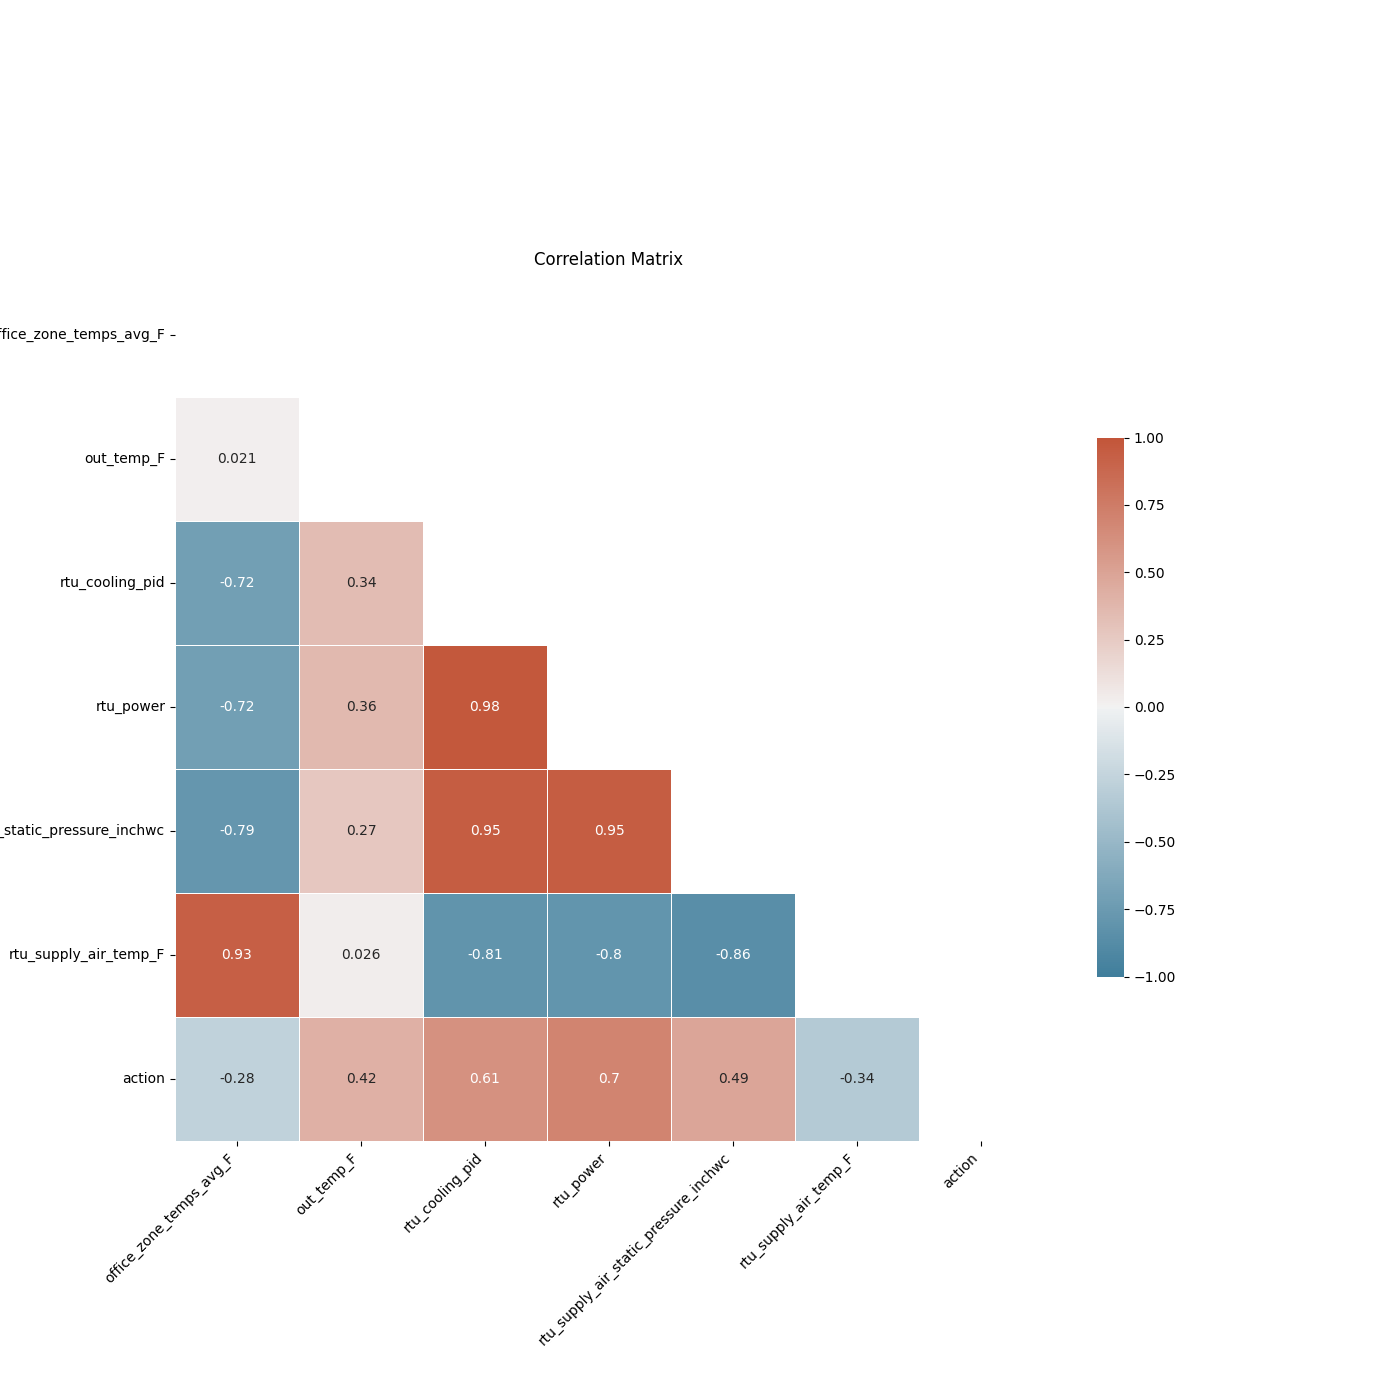 Correlation Matrix
ffice_zone_temps_avg_F
out_temp_F
0.021
rtu_cooling_pid
-0.72
0.34
rtu_power
-0.72
0.36
0.98
_static_pressure_inchwc
-0.79
0.27
0.95
0.95
rtu_supply_air_temp_F
0.93
0.026
-0.81
-0.8
-0.86
action
-0.28
0.42
0.61
0.7
0.49
-0.34
office_zone_temps_avg_F
out_temp_F
rtu_cooling_pid
rtu_power
rtu_supply_air_static_pressure_inchwc
rtu_supply_air_temp_F
action
1.00
0.75
0.50
0.25
0.00
−0.25
−0.50
−0.75
−1.00